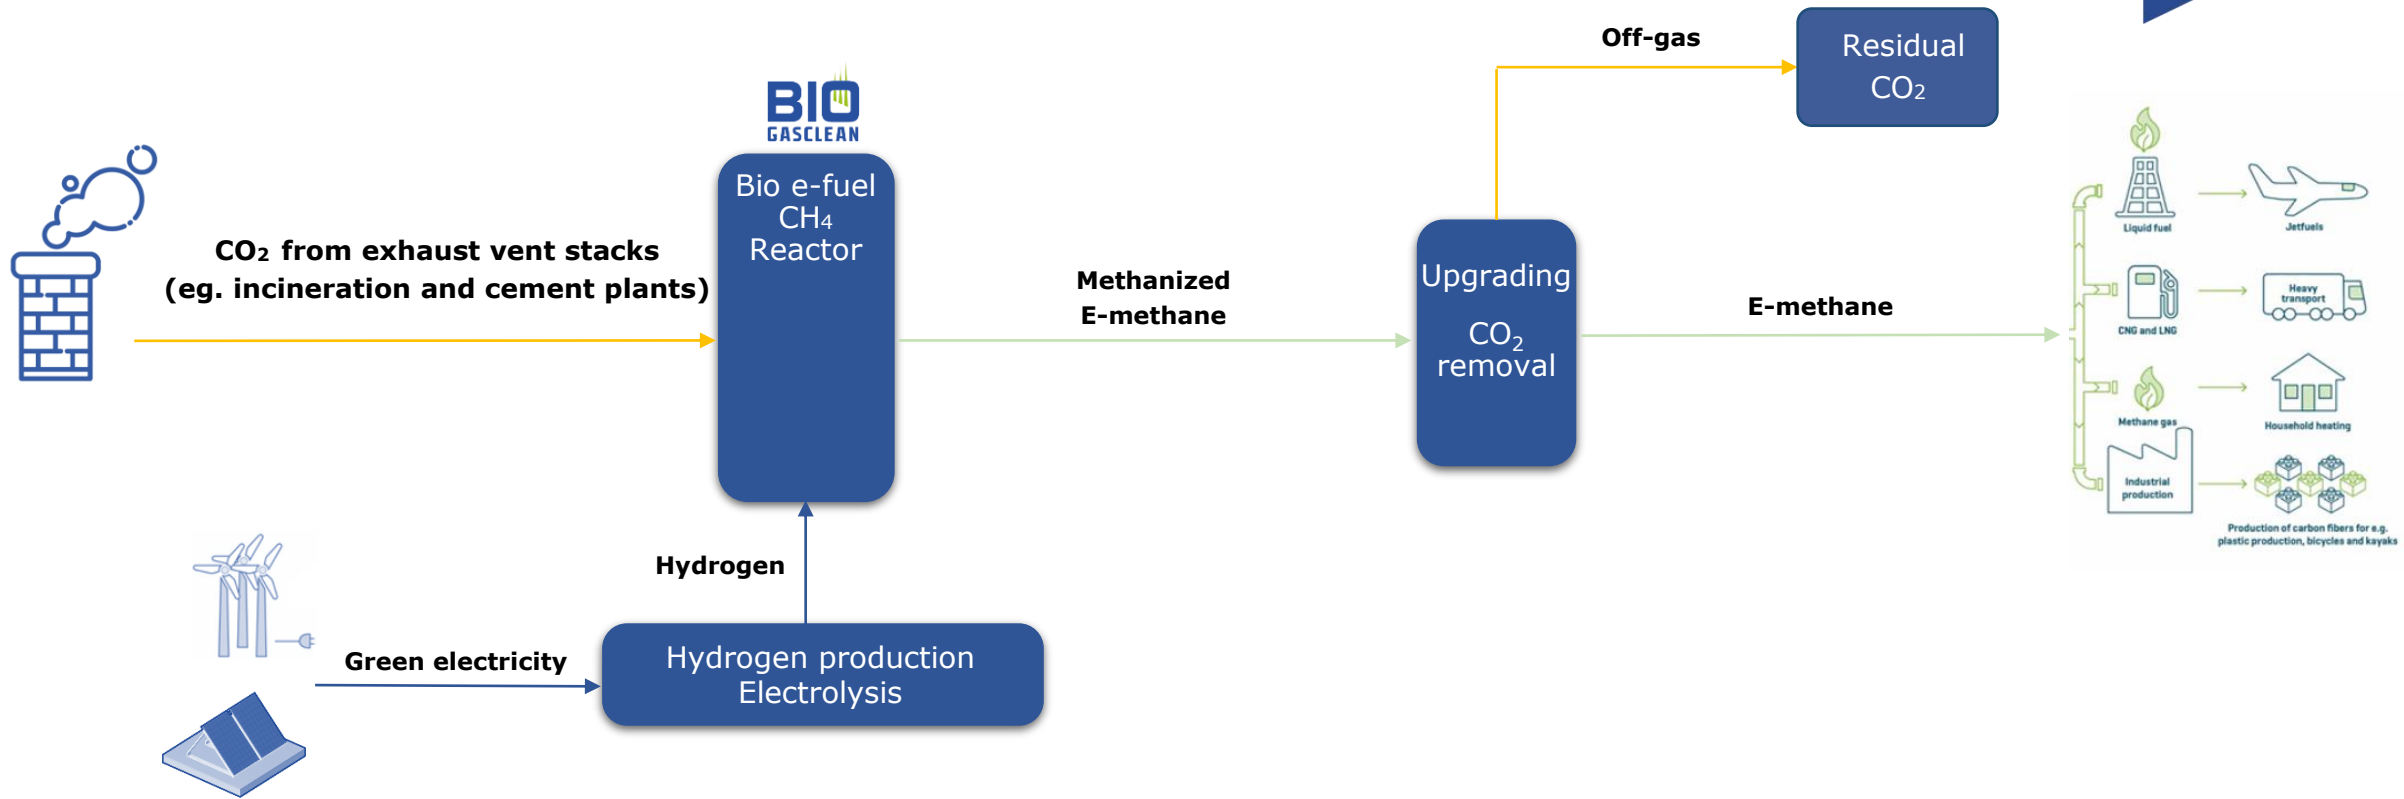 Off-gas
Residual
CO₂
BIO
GASCLEAN
Bio e-fuel
CH₄
Reactor
CO₂ from exhaust vent stacks
(eg. incineration and cement plants)
Methanized
E-methane
Upgrading
CO₂
removal
E-methane
Liquid fuel
Jetfuels
CNG and LNG
Heavy
transport
Methane gas
Household heating
Industrial
production
Production of carbon fibers for e.g.
plastic production, bicycles and kayaks
Hydrogen
Green electricity
Hydrogen production
Electrolysis